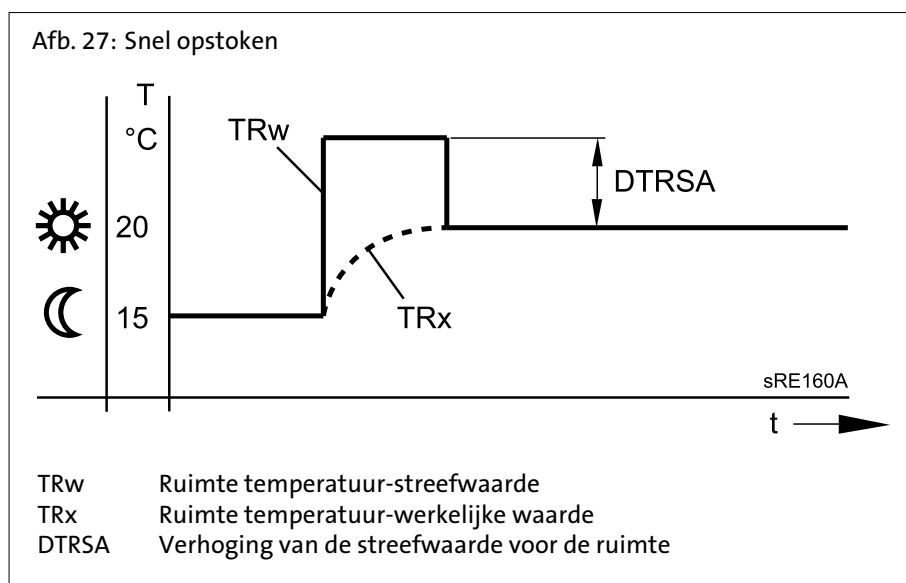 Afb. 27: Snel opstoken
T
°C
TRw
DTRSA
20
15
TRx
sRE160A
t
TRw Ruimte temperatuur-streefwaarde
TRx Ruimte temperatuur-werkelijke waarde
DTRSA Verhoging van de streefwaarde voor de ruimte